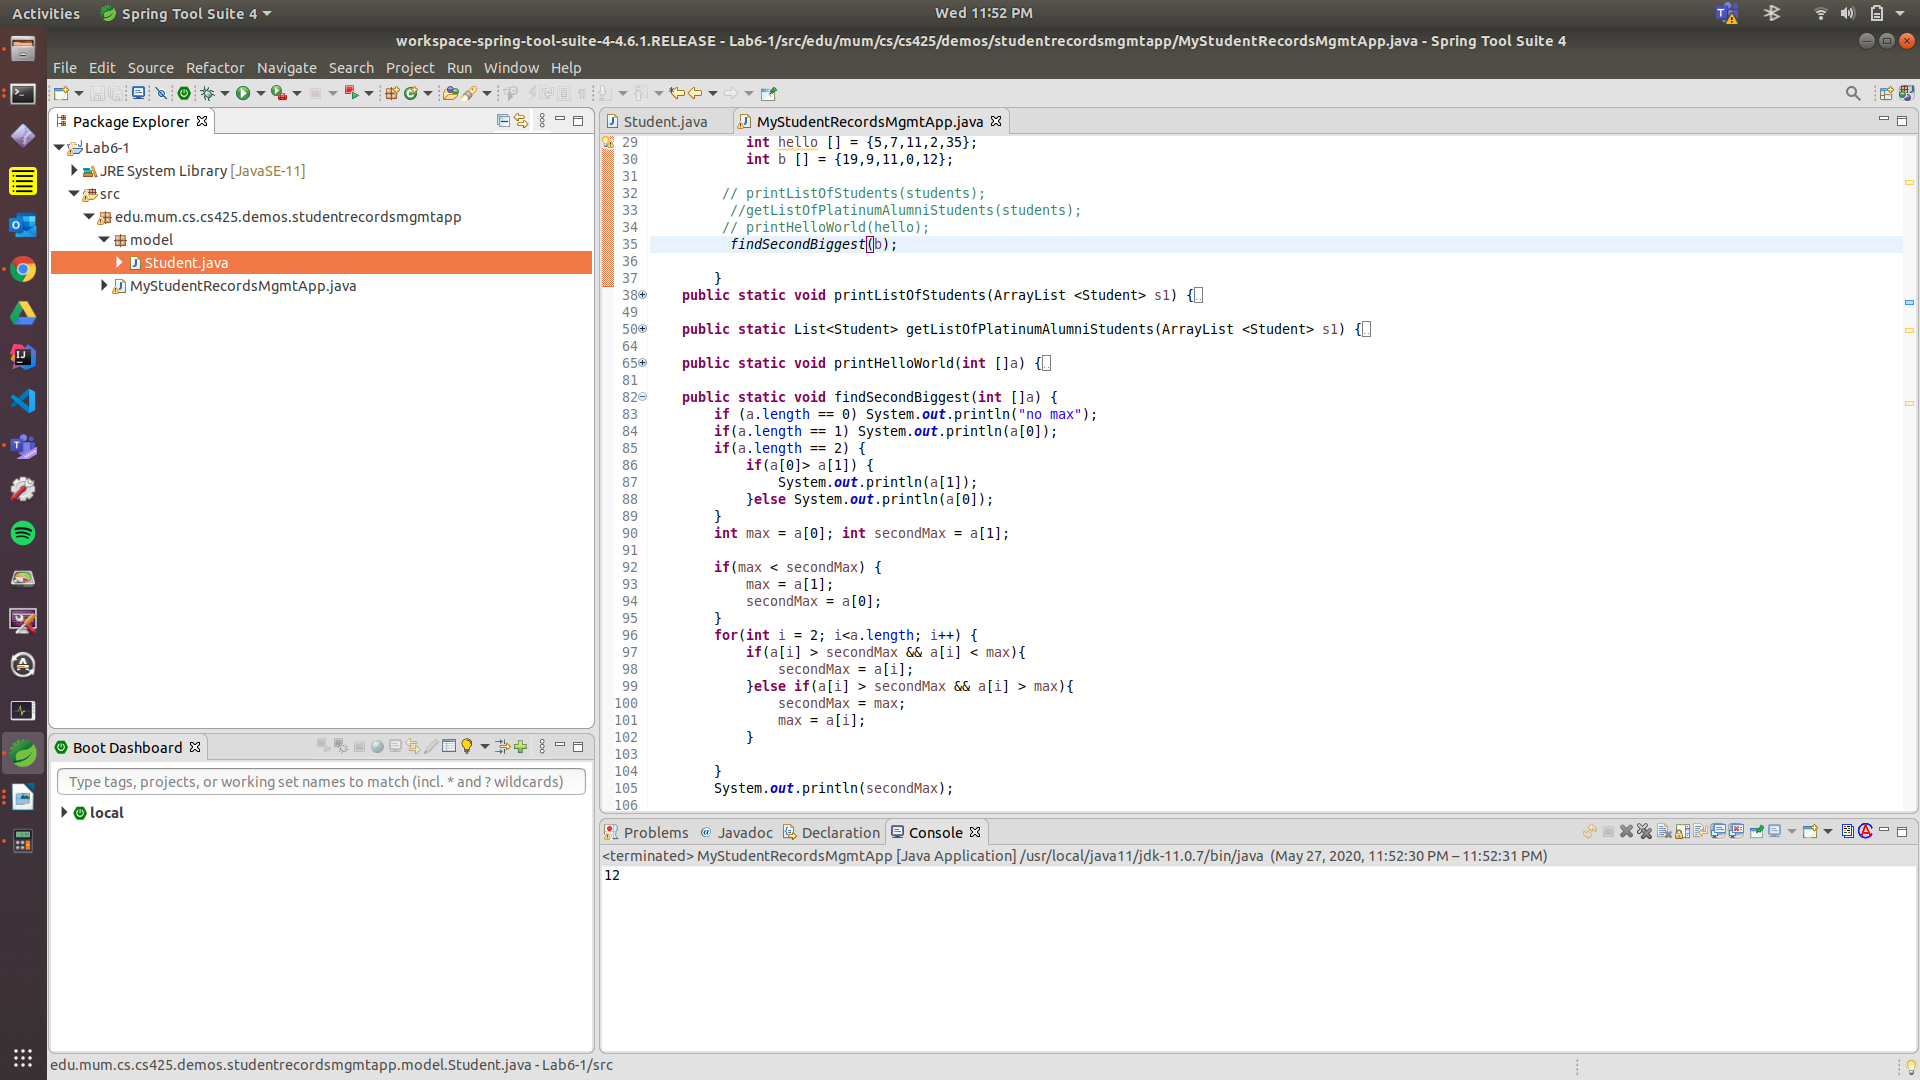 Activities Spring Tool Suite 4 Wed 11:52 PM
workspace-spring-tool-suite-4-4.6.1.RELEASE - Lab6-1/src/edu/mum/cs/cs425/demos/studentrecordsmgmtapp/MyStudentRecordsMgmtApp.java - Spring Tool Suite 4
File Edit Source Refactor Navigate Search Project Run Window Help
Package Explorer
Lab6-1
JRE System Library [JavaSE-11]
src
edu.mum.cs.cs425.demos.studentrecordsmgmtapp
model
Student.java
MyStudentRecordsMgmtApp.java
Boot Dashboard
Type tags, projects, or working set names to match (incl. * and ? wildcards)
local
Student.java MyStudentRecordsMgmtApp.java
29 int hello [] = {5,7,11,2,35};
30 int b [] = {19,9,11,0,12};
31
32 // printListOfStudents(students);
33 //getListOfPlatinumAlumniStudents(students);
34 // printHelloWorld(hello);
35 findSecondBiggest(b);
36
37 }
38 public static void printListOfStudents(ArrayList <Student> s1) {
49
50 public static List<Student> getListOfPlatinumAlumniStudents(ArrayList <Student> s1) {
64
65 public static void printHelloWorld(int []a) {
81
82 public static void findSecondBiggest(int []a) {
83 if (a.length == 0) System.out.println("no max");
84 if(a.length == 1) System.out.println(a[0]);
85 if(a.length == 2) {
86 if(a[0]> a[1]) {
87 System.out.println(a[1]);
88 }else System.out.println(a[0]);
89 }
90 int max = a[0]; int secondMax = a[1];
91
92 if(max < secondMax) {
93 max = a[1];
94 secondMax = a[0];
95 }
96 for(int i = 2; i<a.length; i++) {
97 if(a[i] > secondMax && a[i] < max){
98 secondMax = a[i];
99 }else if(a[i] > secondMax && a[i] > max){
100 secondMax = max;
101 max = a[i];
102 }
103
104 }
105 System.out.println(secondMax);
106
Problems Javadoc Declaration Console
<terminated> MyStudentRecordsMgmtApp [Java Application] /usr/local/java11/jdk-11.0.7/bin/java (May 27, 2020, 11:52:30 PM – 11:52:31 PM)
12
edu.mum.cs.cs425.demos.studentrecordsmgmtapp.model.Student.java - Lab6-1/src